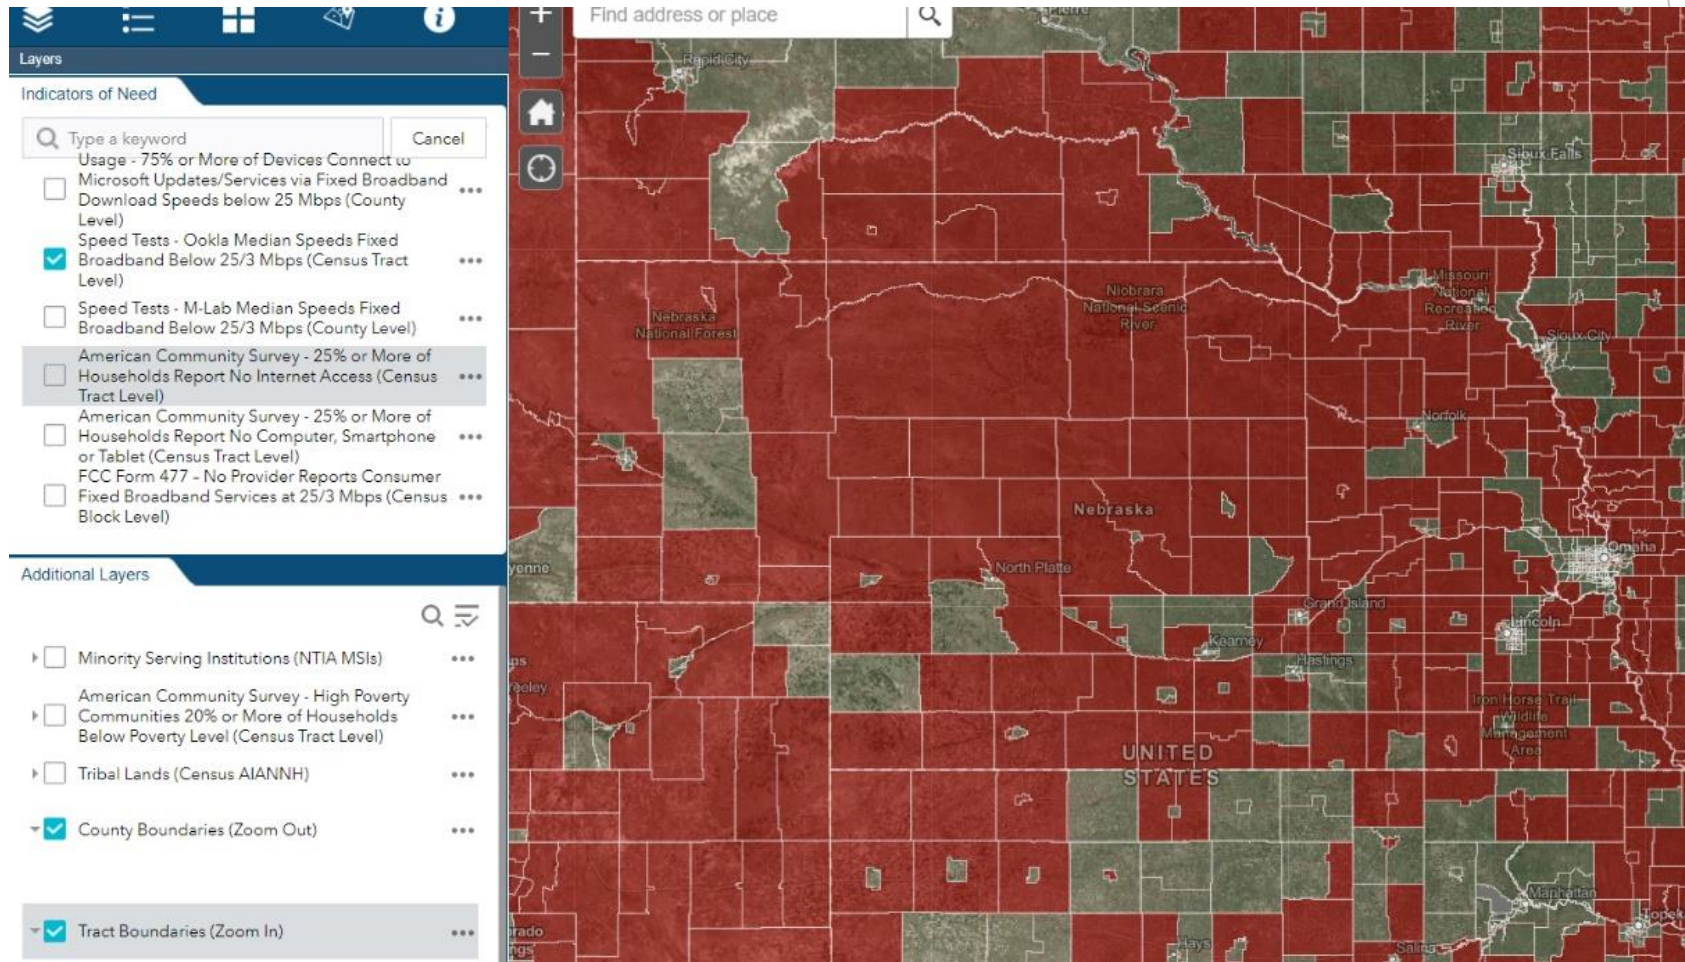 Find address or place
Layers
Indicators of Need
Type a keyword
Cancel
Usage - 75% or More of Devices Connect to
Microsoft Updates/Services via Fixed Broadband
Download Speeds below 25 Mbps (County
Level)
Speed Tests - Ookla Median Speeds Fixed
Broadband Below 25/3 Mbps (Census Tract
Level)
Speed Tests - M-Lab Median Speeds Fixed
Broadband Below 25/3 Mbps (County Level)
American Community Survey - 25% or More of
Households Report No Internet Access (Census
Tract Level)
American Community Survey - 25% or More of
Households Report No Computer, Smartphone
or Tablet (Census Tract Level)
FCC Form 477 - No Provider Reports Consumer
Fixed Broadband Services at 25/3 Mbps (Census
Block Level)
Additional Layers
Minority Serving Institutions (NTIA MSIs)
American Community Survey - High Poverty
Communities 20% or More of Households
Below Poverty Level (Census Tract Level)
Tribal Lands (Census AIANNH)
County Boundaries (Zoom Out)
Tract Boundaries (Zoom In)
Pierre
Rapid City
Sioux Falls
Missouri
National
Recreation
River
Niobrara
National Scenic
River
Nebraska
National Forest
Sioux City
Norfolk
Nebraska
Omaha
yenne
North Platte
Grand Island
Lincoln
Kearney
Hastings
reeley
Iron Horse Trail
Wildlife
Management
Area
UNITED
STATES
Manhattan
Topek
rado
ngs
Hays
Salina